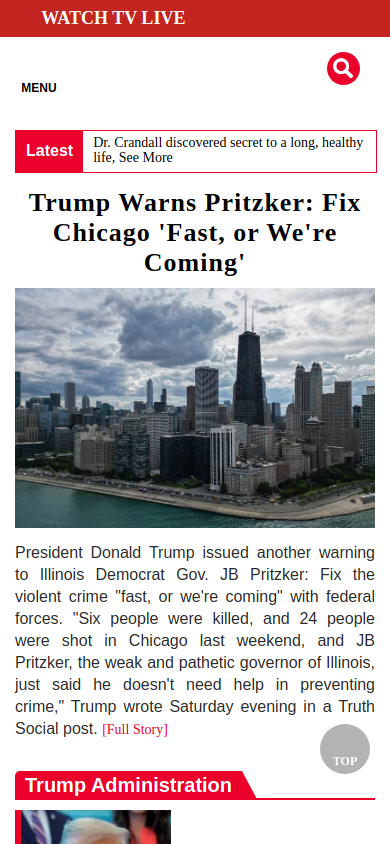 WATCH TV LIVE
MENU
Latest
Dr. Crandall discovered secret to a long, healthy
life, See More
Trump Warns Pritzker: Fix
Chicago 'Fast, or We're
Coming'
President Donald Trump issued another warning
to Illinois Democrat Gov. JB Pritzker: Fix the
violent crime "fast, or we're coming" with federal
forces. "Six people were killed, and 24 people
were shot in Chicago last weekend, and JB
Pritzker, the weak and pathetic governor of Illinois,
just said he doesn't need help in preventing
crime," Trump wrote Saturday evening in a Truth
Social post. [Full Story]
TOP
Trump Administration